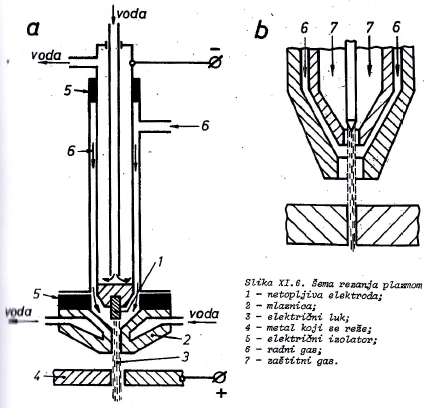 voda
a
voda
5
6
6
1
5
voda
voda
2
3
4
−
+
b
6 7 7 6
Slika XI.6. Šema rezanja plazmom
1 - netopljiva elektroda;
2 - mlaznica;
3 - električni luk;
4 - metal koji se reže;
5 - električni izolator;
6 - radni gas;
7 - zaštitni gas.